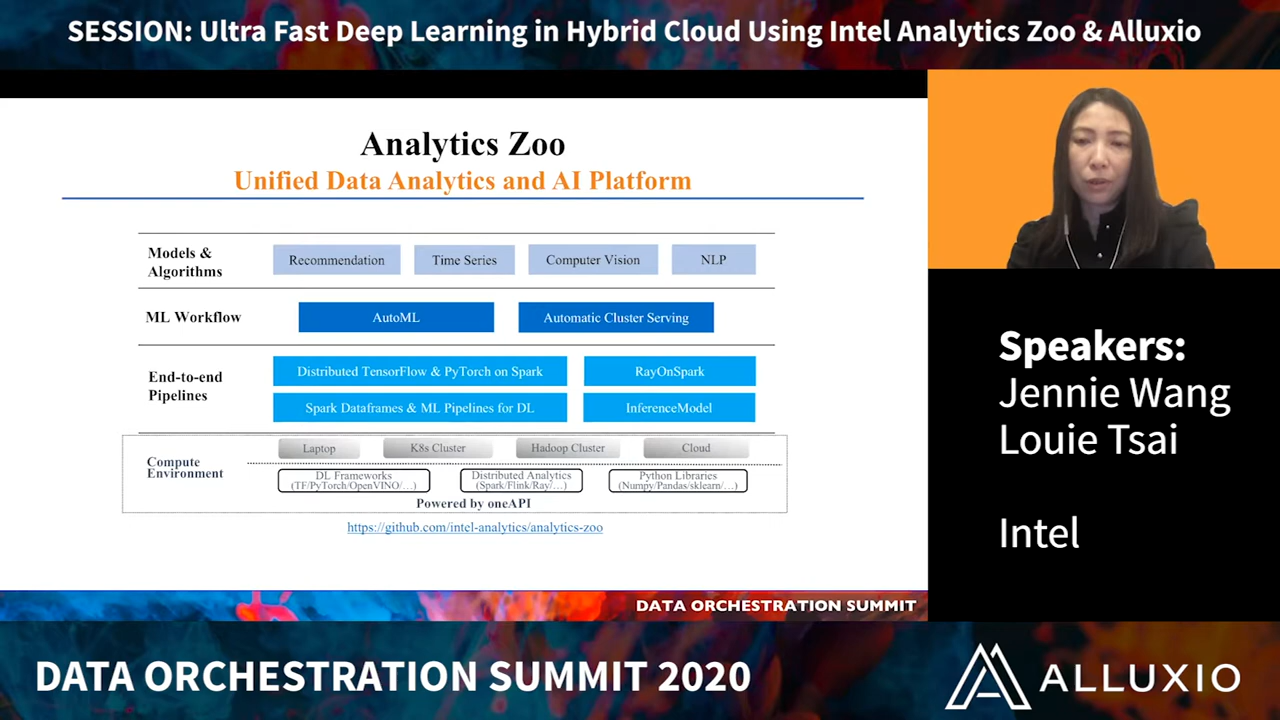 SESSION: Ultra Fast Deep Learning in Hybrid Cloud Using Intel Analytics Zoo & Alluxio
Analytics Zoo
Unified Data Analytics and AI Platform
Models & Algorithms
Recommendation
Time Series
Computer Vision
NLP
ML Workflow
AutoML
Automatic Cluster Serving
End-to-end Pipelines
Distributed TensorFlow & PyTorch on Spark
RayOnSpark
Spark Dataframes & ML Pipelines for DL
InferenceModel
Compute Environment
Laptop
K8s Cluster
Hadoop Cluster
Cloud
DL Frameworks
(TF/PyTorch/OpenVINO/…)
Distributed Analytics
(Spark/Flink/Ray/…)
Python Libraries
(Numpy/Pandas/sklearn/…)
Powered by oneAPI
https://github.com/intel-analytics/analytics-zoo
DATA ORCHESTRATION SUMMIT
Speakers:
Jennie Wang
Louie Tsai
Intel
DATA ORCHESTRATION SUMMIT 2020
ALLUXIO